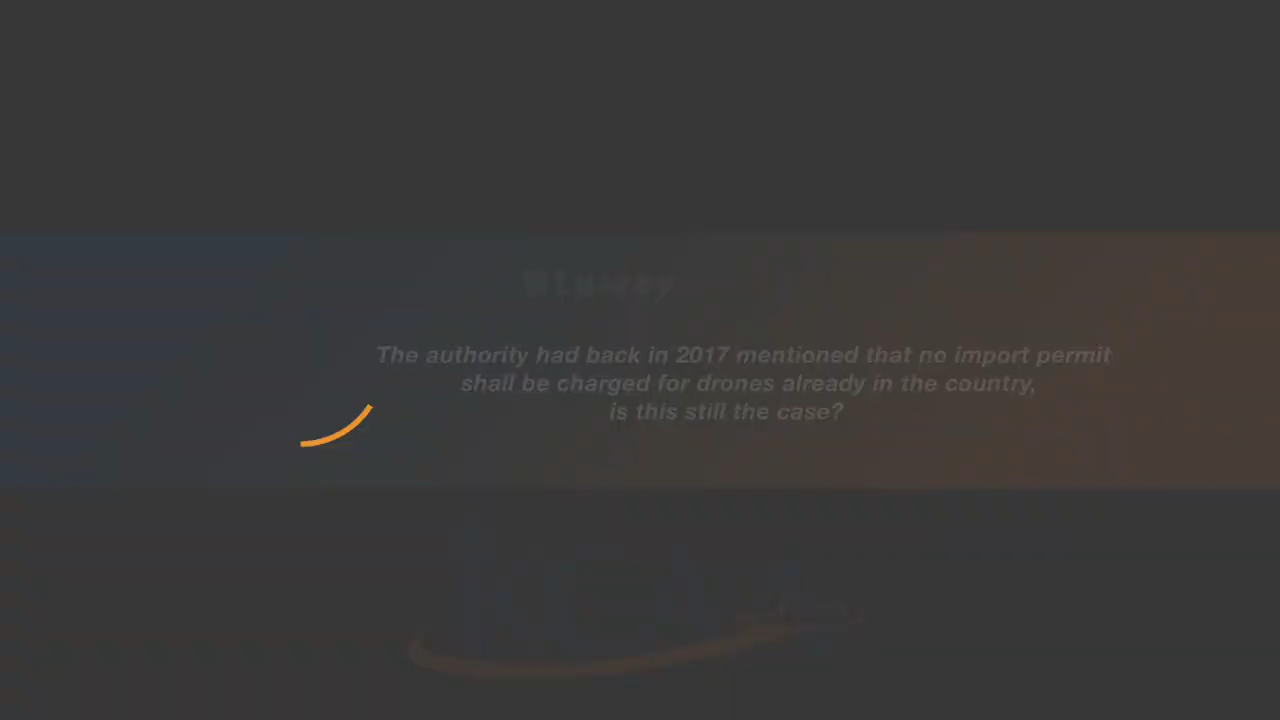 The authority had back in 2017 mentioned that no import permit
shall be charged for drones already in the country,
is this still the case?